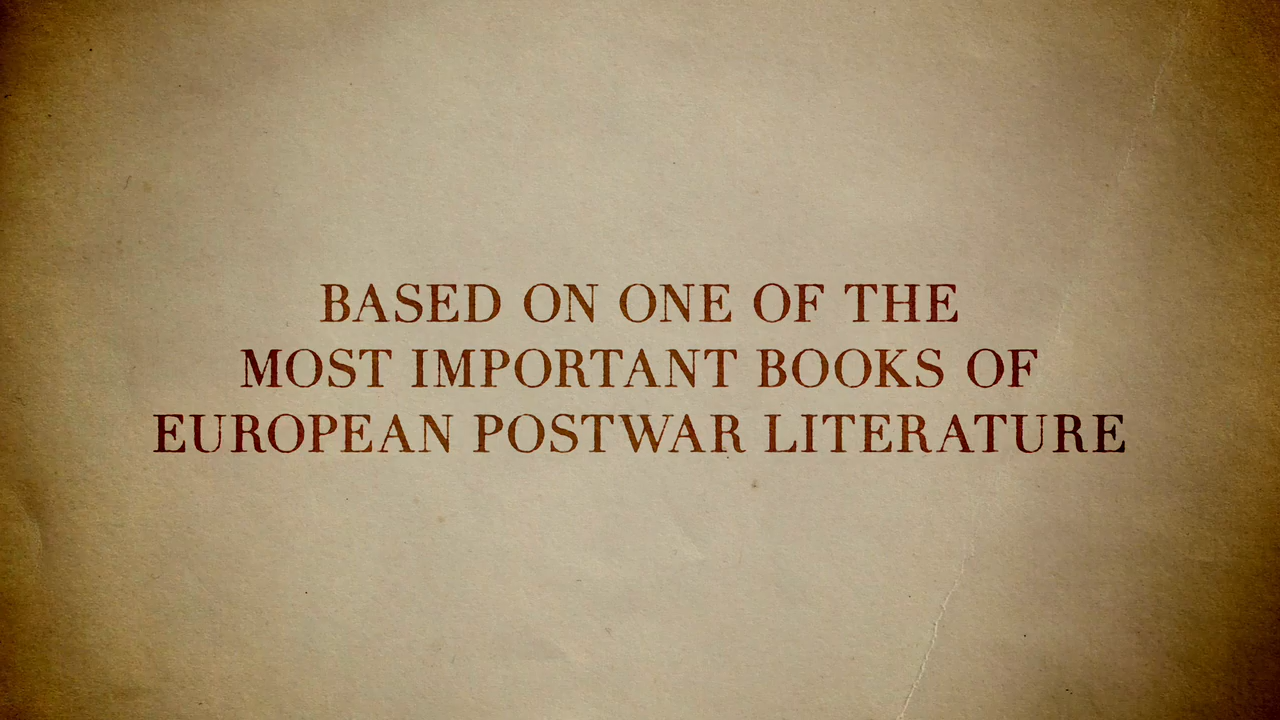 BASED ON ONE OF THE
MOST IMPORTANT BOOKS OF
EUROPEAN POSTWAR LITERATURE